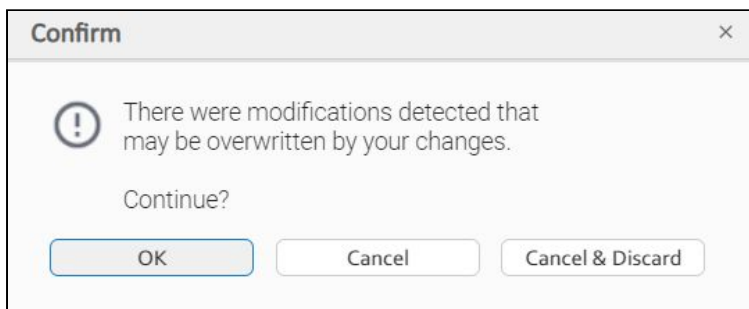 Confirm
There were modifications detected that
may be overwritten by your changes.
Continue?
OK
Cancel
Cancel & Discard